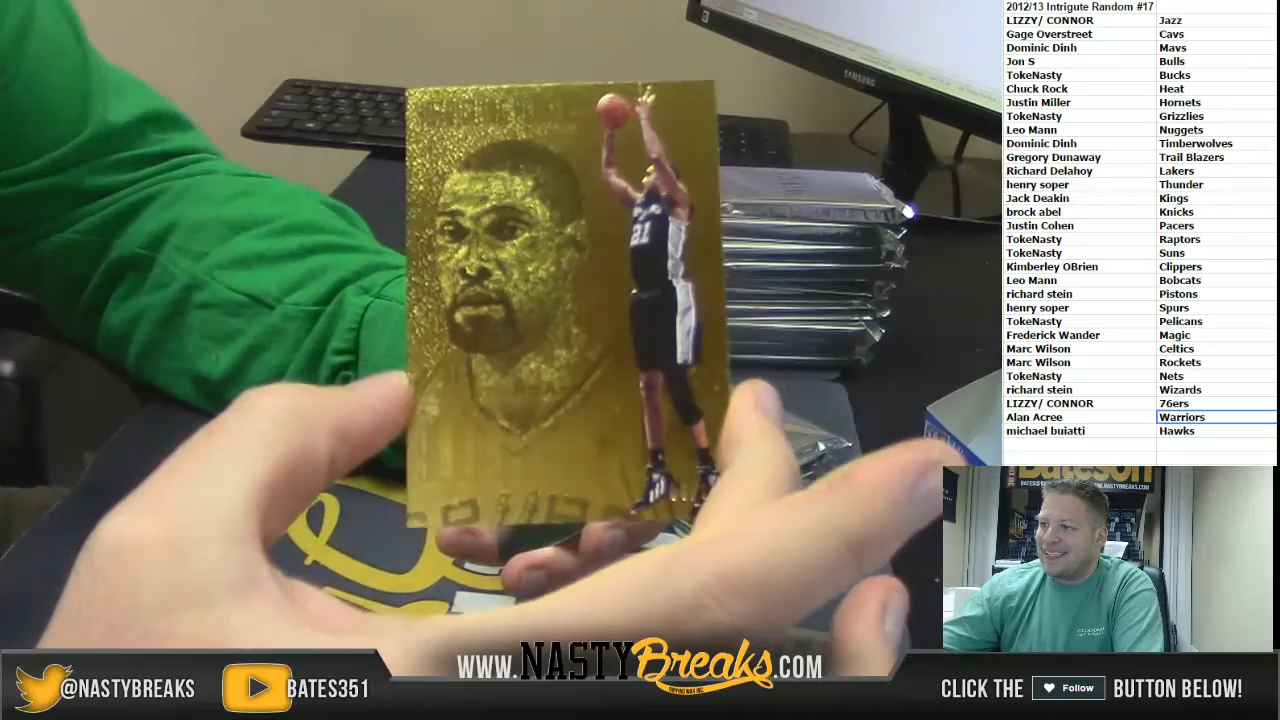 2012/13 Intrigute Random #17
LIZZY/ CONNOR Jazz
Gage Overstreet Cavs
Dominic Dinh Mavs
Jon S Bulls
TokeNasty Bucks
Chuck Rock Heat
Justin Miller Hornets
TokeNasty Grizzlies
Leo Mann Nuggets
Dominic Dinh Timberwolves
Gregory Dunaway Trail Blazers
Richard Delahoy Lakers
henry soper Thunder
Jack Deakin Kings
brock abel Knicks
Justin Cohen Pacers
TokeNasty Raptors
TokeNasty Suns
Kimberley OBrien Clippers
Leo Mann Bobcats
richard stein Pistons
henry soper Spurs
TokeNasty Pelicans
Frederick Wander Magic
Marc Wilson Celtics
Marc Wilson Rockets
TokeNasty Nets
richard stein Wizards
LIZZY/ CONNOR 76ers
Alan Acree Warriors
michael buiatti Hawks
SAMSUNG
21
WWW.NASTYBreaks.COM
RIPPING WAX INC.
@NASTYBREAKS
BATES351
CLICK THE Follow BUTTON BELOW!